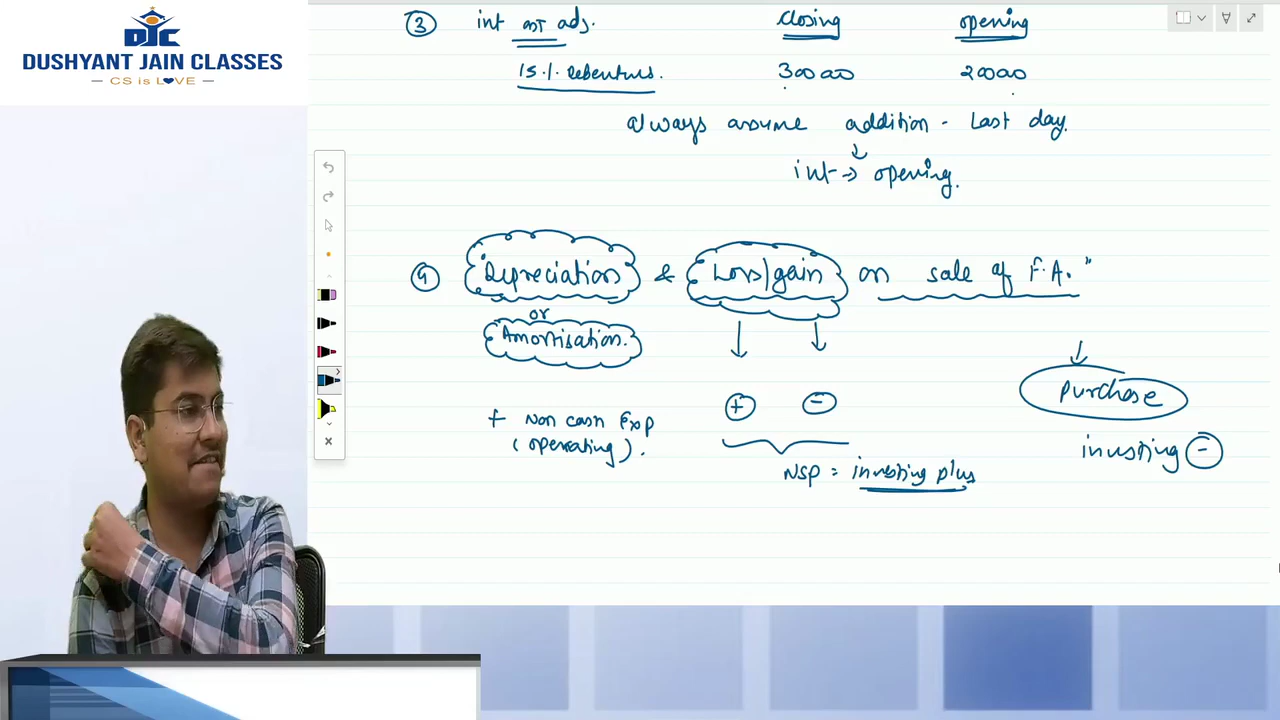 DJC
DUSHYANT JAIN CLASSES
CS is LOVE
③ int exp adj. closing opening
15% debentures. 300000 200000
always assume addition - Last day.
int → opening.
④ Depreciation & Loss/gain on sale of F.A."
or
Amortisation.
+ - Purchase
+ Non cash Exp
(operating).
investing -
NSP = investing plus